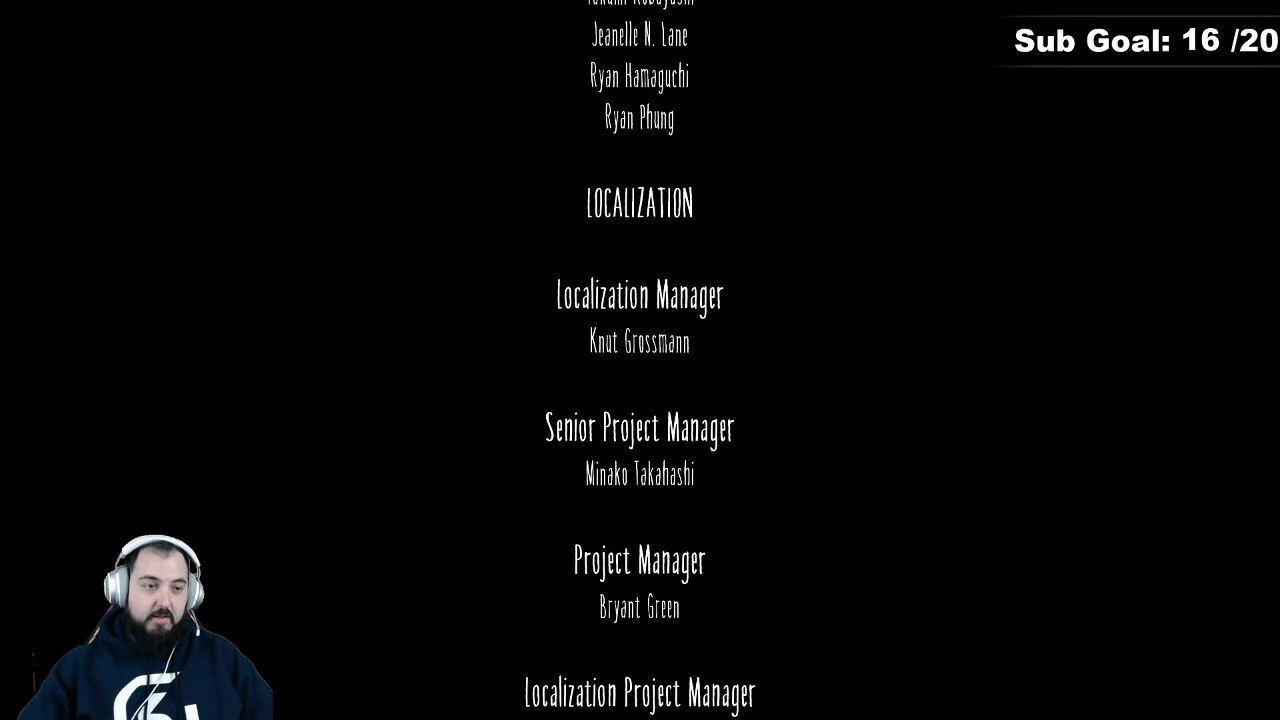 Jeanelle N. Lane
Sub Goal: 16 /20
Ryan Hamaguchi
Ryan Phung
LOCALIZATION
Localization Manager
Knut Grossmann
Senior Project Manager
Minako Takahashi
Project Manager
Bryant Green
Localization Project Manager